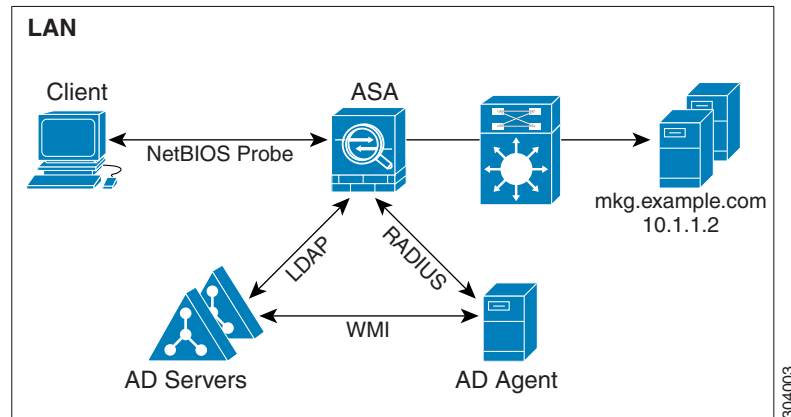 LAN
Client
ASA
NetBIOS Probe
mkg.example.com
10.1.1.2
LDAP
RADIUS
WMI
AD Servers
AD Agent
304003